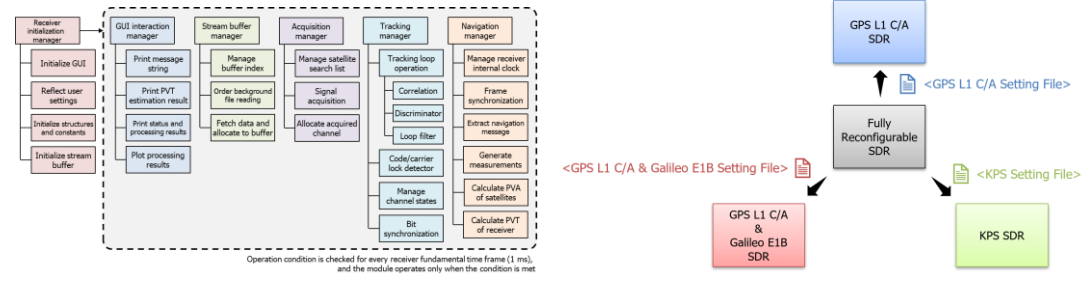 Receiver
initialization
manager
Initialize GUI
Reflect user
settings
Initialize structures
and constants
Initialize stream
buffer
GUI interaction
manager
Print message
string
Print PVT
estimation result
Print status and
processing results
Plot processing
results
Stream buffer
manager
Manage
buffer index
Order background
file reading
Fetch data and
allocate to buffer
Acquisition
manager
Manage satellite
search list
Signal
acquisition
Allocate acquired
channel
Tracking
manager
Tracking loop
operation
Correlation
Discriminator
Loop filter
Code/carrier
lock detector
Manage
channel states
Bit
synchronization
Navigation
manager
Manage receiver
internal clock
Frame
synchronization
Extract navigation
message
Generate
measurements
Calculate PVA
of satellites
Calculate PVT
of receiver
Operation condition is checked for every receiver fundamental time frame (1 ms),
and the module operates only when the condition is met
GPS L1 C/A
SDR
<GPS L1 C/A Setting File>
Fully
Reconfigurable
SDR
<GPS L1 C/A & Galileo E1B Setting File>
<KPS Setting File>
GPS L1 C/A
&
Galileo E1B
SDR
KPS SDR